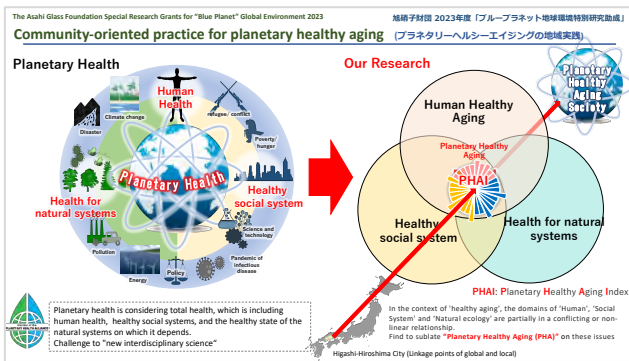 The Asahi Glass Foundation Special Research Grants for "Blue Planet" Global Environment 2023
旭硝子財団 2023年度「ブループラネット地球環境特別研究助成」
Community-oriented practice for planetary healthy aging
(プラネタリーヘルシーエイジングの地域実践)
Planetary Health
Human
Health
Climate change
refugee/ conflict
Disaster
Poverty/
hunger
Planetary Health
Health for
natural systems
Healthy
social system
Science and
technology
Pollution
Energy
Policy
Pandemic of
infectious
disease
PLANETARY HEALTH ALLIANCE
Planetary health is considering total health, which is including
human health, healthy social systems, and the healthy state of the
natural systems on which it depends.
Challenge to "new interdisciplinary science"
Our Research
Planetary
Healthy
Aging
Society
Human Healthy
Aging
Planetary Healthy
Aging
PHAI
Healthy
social system
Health for natural
systems
PHAI: Planetary Healthy Aging Index
In the context of 'healthy aging', the domains of 'Human', 'Social
System' and 'Natural ecology' are partially in a conflicting or non-
linear relationship.
Find to sublate "Planetary Healthy Aging (PHA)" on these issues
Higashi-Hiroshima City (Linkage points of global and local)